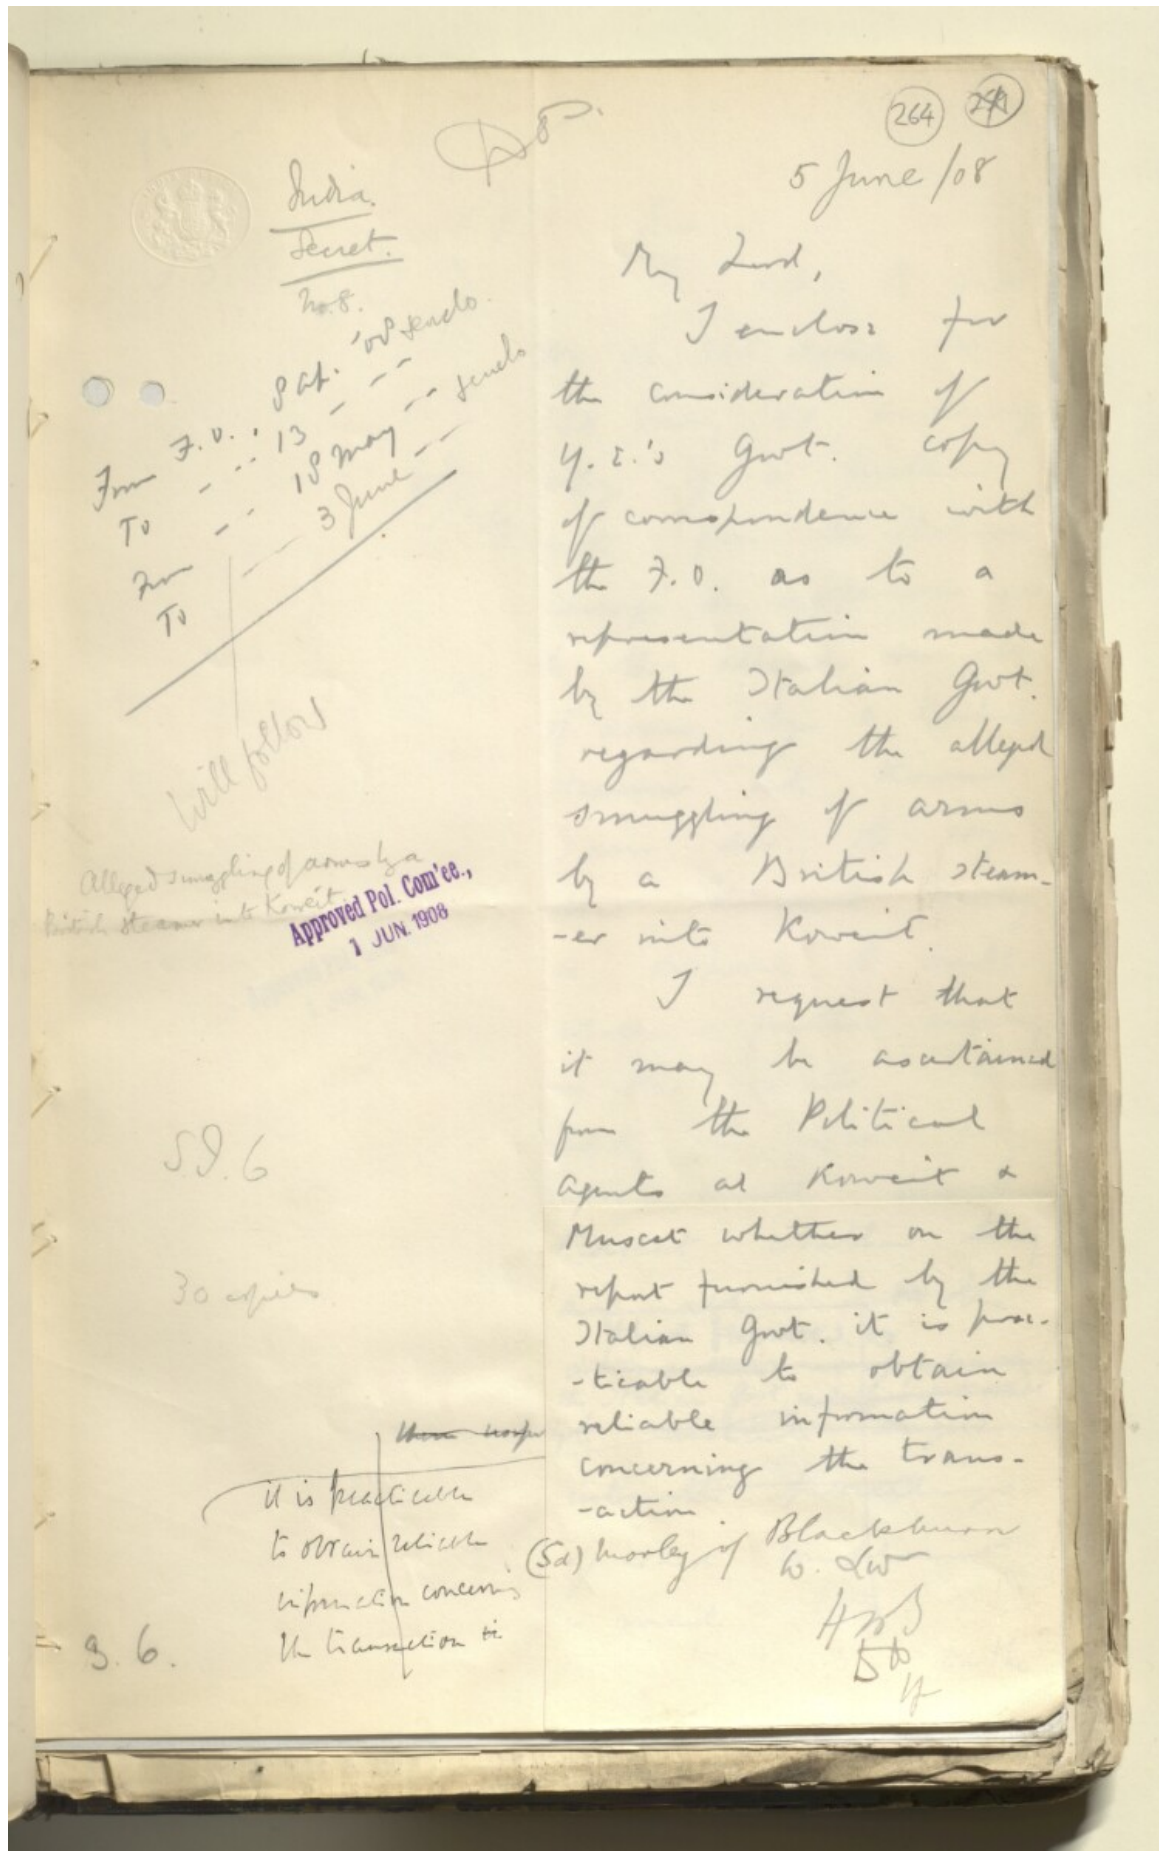 264
5 June /08
India.
Secret.
No. 8.
From F.O. 8 Apl. '08
To " " 13 " "
From " " 18 May " "
To 3 June " "
will follow
Alleged smuggling of arms by a
British steamer into Koweit
Approved Pol. Com'ee.,
1 JUN. 1908
S.D. 6
30 copies
My Lord,
I enclose for
the consideration of
Y.E.'s Govt. copy
of correspondence with
the F.O. as to a
representation made
by the Italian Govt.
regarding the alleged
smuggling of arms
by a British steam-
-er into Koweit.
I request that
it may be ascertained
from the Political
Agents at Koweit &
Muscat whether on the
report furnished by the
Italian Govt. it is prac-
-ticable to obtain
reliable information
concerning the trans-
-action.
(Sd) Morley of Blackburn
it is practicable
to obtain reliable
information concerning
the transaction
3.6.